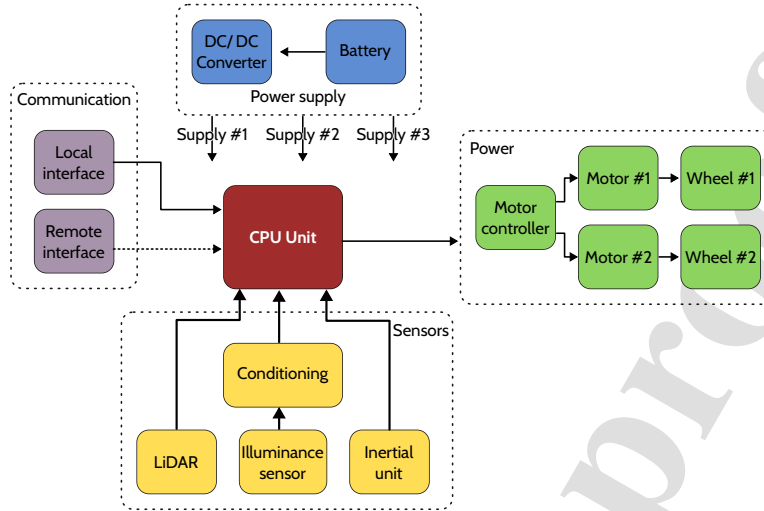 DC/ DC
Converter
Battery
Power supply
Supply #1
Supply #2
Supply #3
Communication
Local
interface
Remote
interface
CPU Unit
Power
Motor
controller
Motor #1
Wheel #1
Motor #2
Wheel #2
Sensors
Conditioning
LiDAR
Illuminance
sensor
Inertial
unit